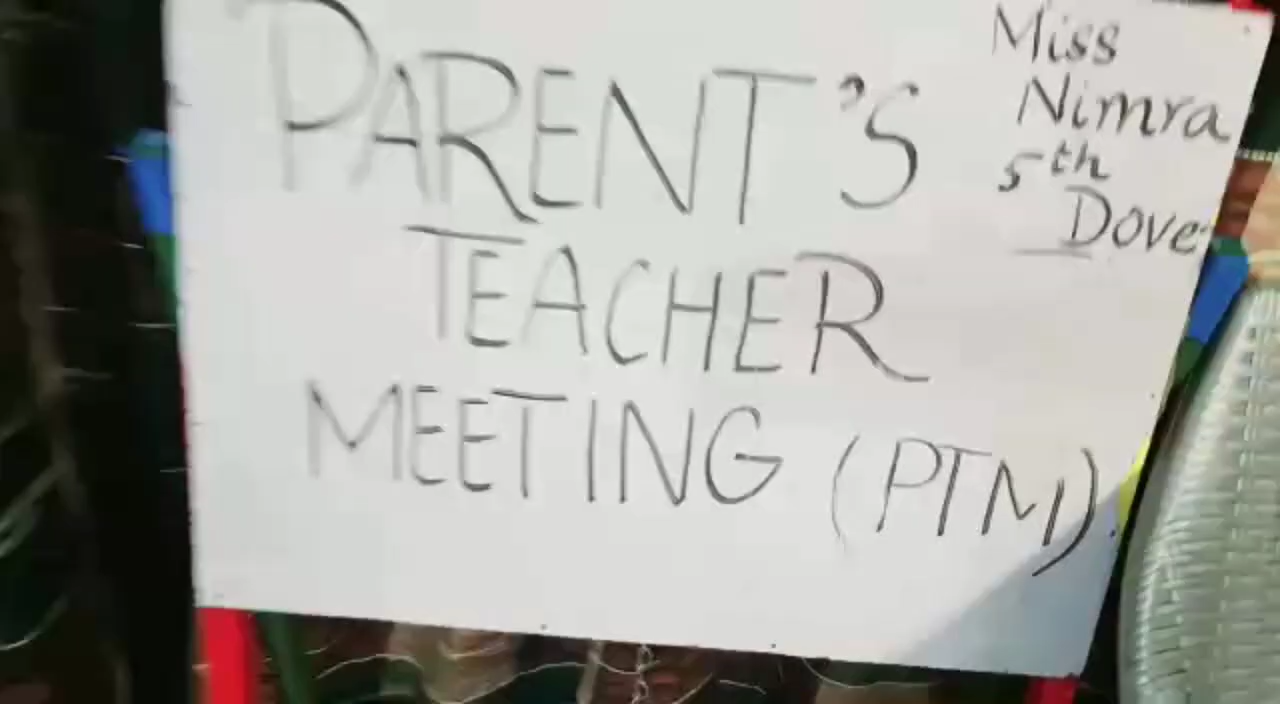 PARENT'S
TEACHER
MEETING (PTM)
Miss
Nimra
5th
Dove